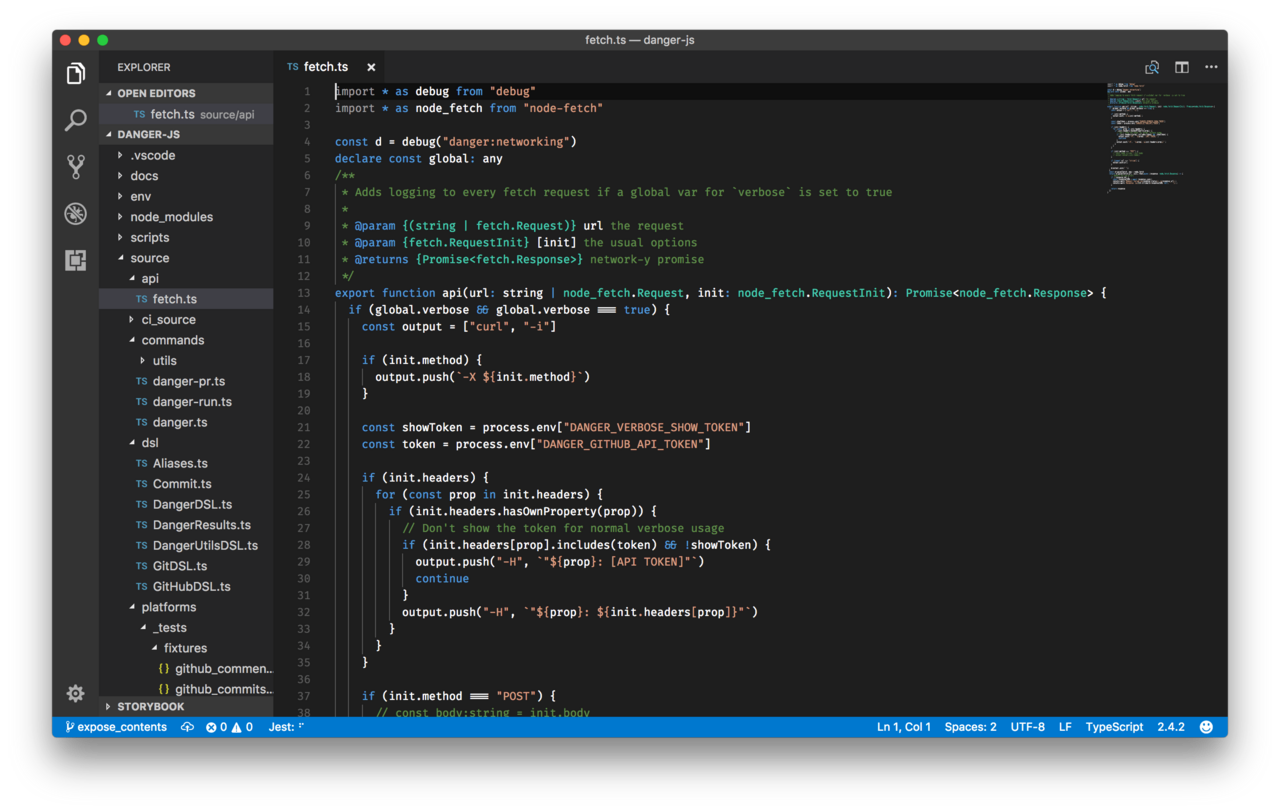 fetch.ts — danger-js
EXPLORER
OPEN EDITORS
TS fetch.ts source/api
DANGER-JS
.vscode
docs
env
node_modules
scripts
source
api
TS fetch.ts
ci_source
commands
utils
TS danger-pr.ts
TS danger-run.ts
TS danger.ts
dsl
TS Aliases.ts
TS Commit.ts
TS DangerDSL.ts
TS DangerResults.ts
TS DangerUtilsDSL.ts
TS GitDSL.ts
TS GitHubDSL.ts
platforms
_tests
fixtures
{} github_commen...
{} github_commits...
STORYBOOK
TS fetch.ts ×
1 import * as debug from "debug"
2 import * as node_fetch from "node-fetch"
3
4 const d = debug("danger:networking")
5 declare const global: any
6 /**
7 * Adds logging to every fetch request if a global var for `verbose` is set to true
8 *
9 * @param {(string | fetch.Request)} url the request
10 * @param {fetch.RequestInit} [init] the usual options
11 * @returns {Promise<fetch.Response>} network-y promise
12 */
13 export function api(url: string | node_fetch.Request, init: node_fetch.RequestInit): Promise<node_fetch.Response> {
14 if (global.verbose && global.verbose === true) {
15 const output = ["curl", "-i"]
16
17 if (init.method) {
18 output.push(`-X ${init.method}`)
19 }
20
21 const showToken = process.env["DANGER_VERBOSE_SHOW_TOKEN"]
22 const token = process.env["DANGER_GITHUB_API_TOKEN"]
23
24 if (init.headers) {
25 for (const prop in init.headers) {
26 if (init.headers.hasOwnProperty(prop)) {
27 // Don't show the token for normal verbose usage
28 if (init.headers[prop].includes(token) && !showToken) {
29 output.push("-H", `"${prop}: [API TOKEN]"`)
30 continue
31 }
32 output.push("-H", `"${prop}: ${init.headers[prop]}"`)
33 }
34 }
35 }
36
37 if (init.method === "POST") {
38 // const body:string = init.body
expose_contents 0 0 Jest:
Ln 1, Col 1 Spaces: 2 UTF-8 LF TypeScript 2.4.2